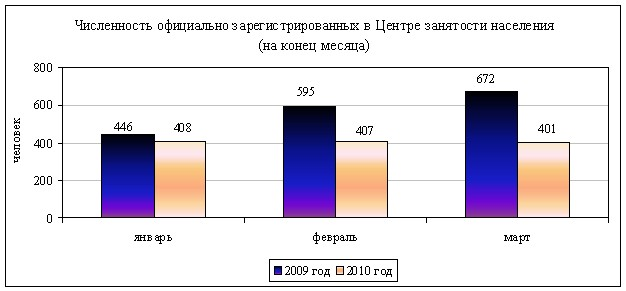 Численность официально зарегистрированных в Центре занятости населения
(на конец месяца)
человек
800
600
400
200
0
446
408
595
407
672
401
январь
февраль
март
2009 год
2010 год